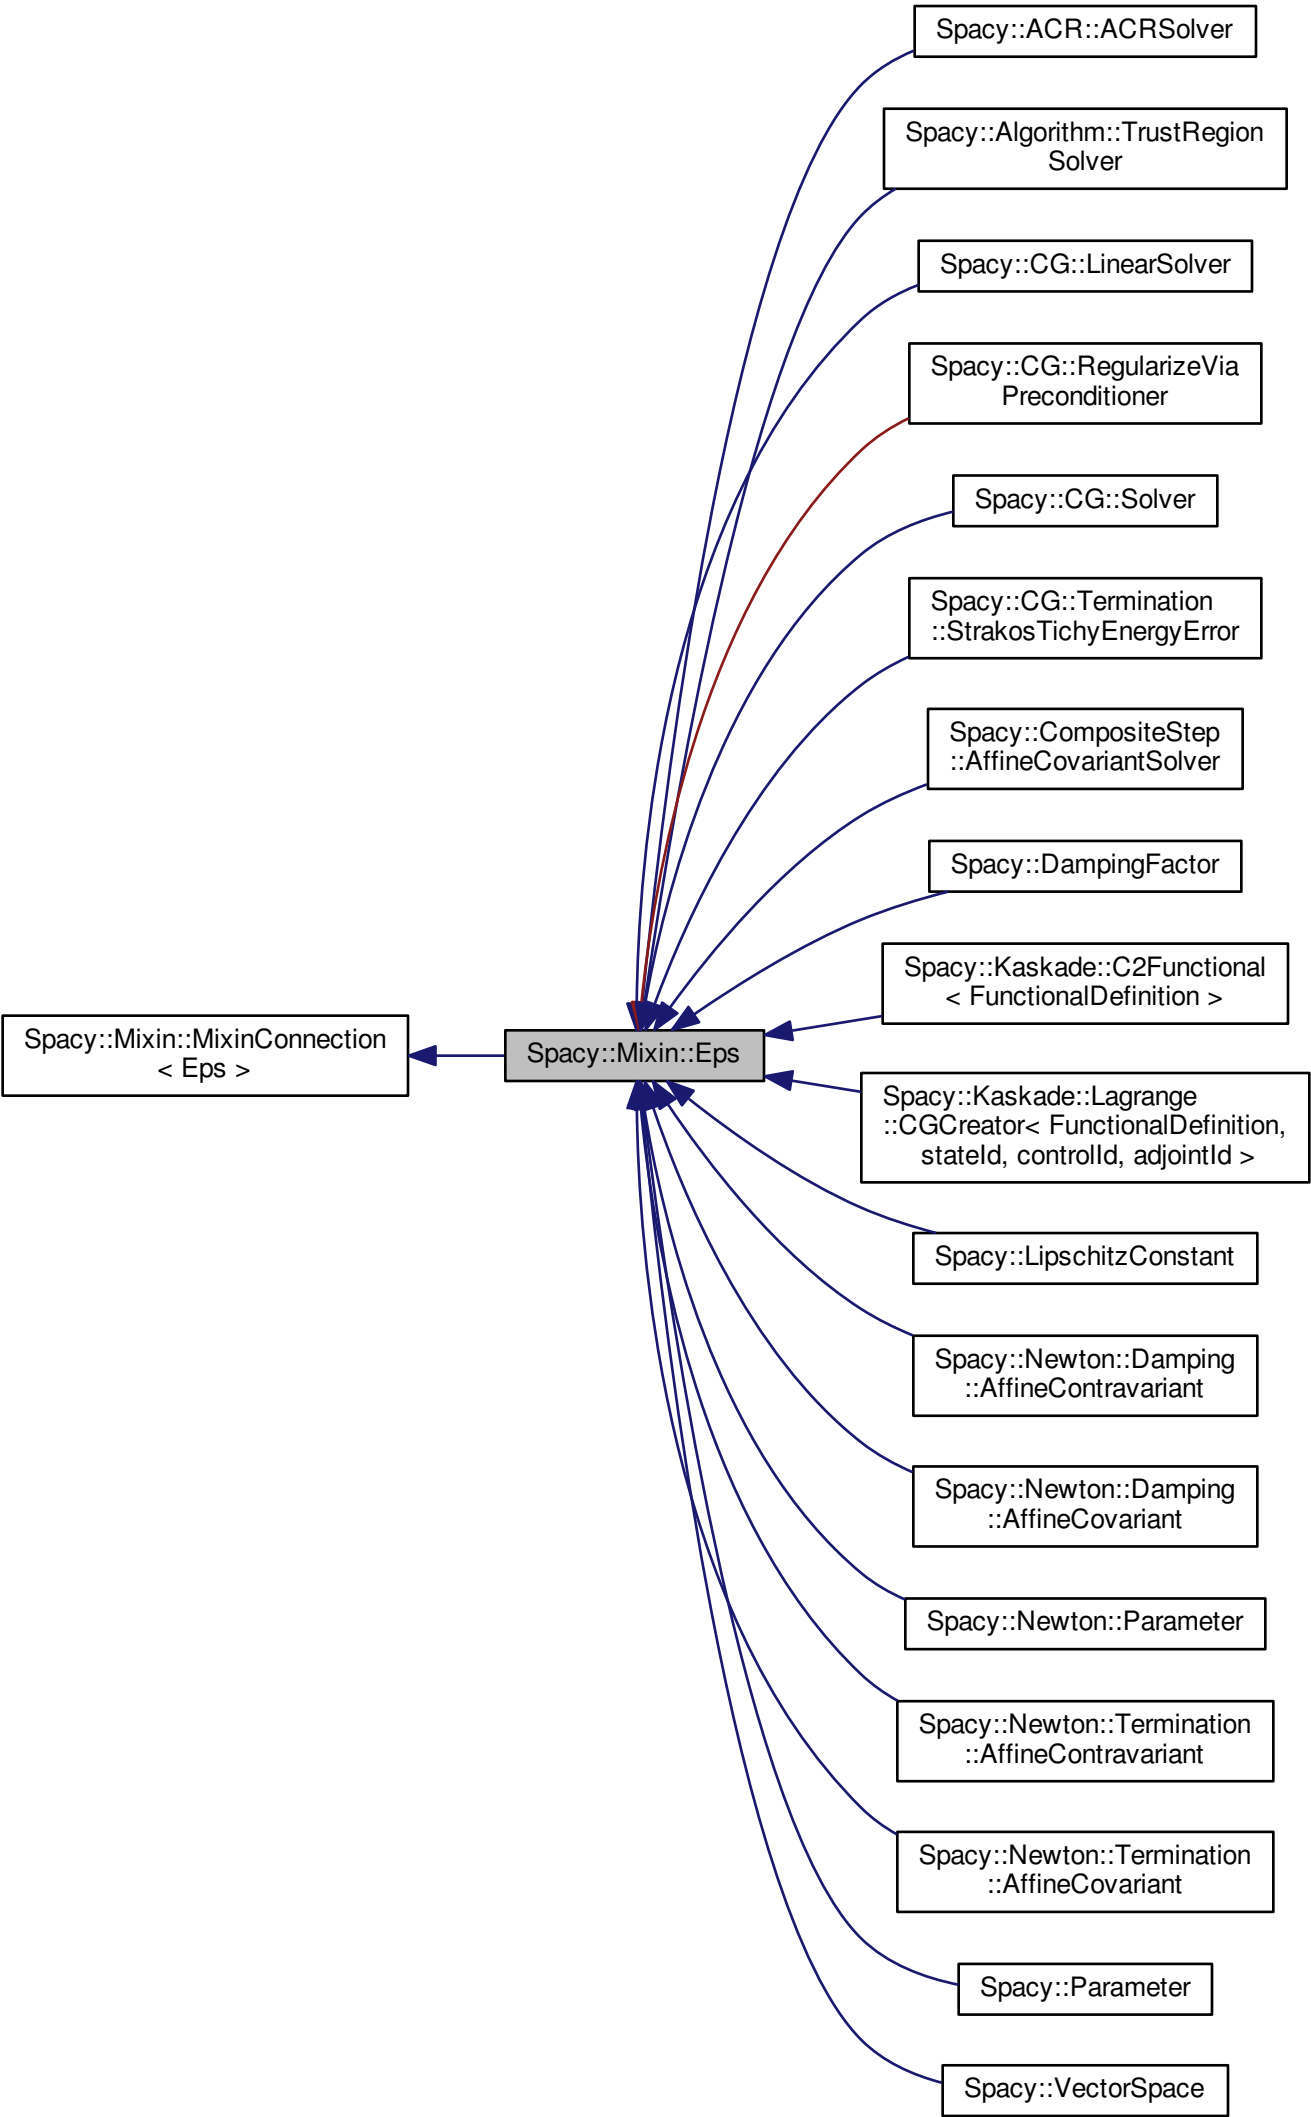 Spacy::ACR::ACRSolver
Spacy::Algorithm::TrustRegion
Solver
Spacy::CG::LinearSolver
Spacy::CG::RegularizeVia
Preconditioner
Spacy::CG::Solver
Spacy::CG::Termination
::StrakosTichyEnergyError
Spacy::CompositeStep
::AffineCovariantSolver
Spacy::DampingFactor
Spacy::Kaskade::C2Functional
< FunctionalDefinition >
Spacy::Mixin::MixinConnection
< Eps >
Spacy::Mixin::Eps
Spacy::Kaskade::Lagrange
::CGCreator< FunctionalDefinition,
stateId, controlId, adjointId >
Spacy::LipschitzConstant
Spacy::Newton::Damping
::AffineContravariant
Spacy::Newton::Damping
::AffineCovariant
Spacy::Newton::Parameter
Spacy::Newton::Termination
::AffineContravariant
Spacy::Newton::Termination
::AffineCovariant
Spacy::Parameter
Spacy::VectorSpace